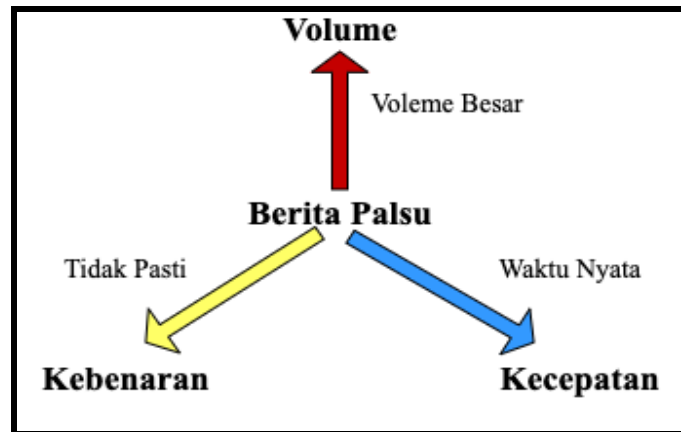 Volume
Voleme Besar
Berita Palsu
Tidak Pasti
Waktu Nyata
Kebenaran
Kecepatan